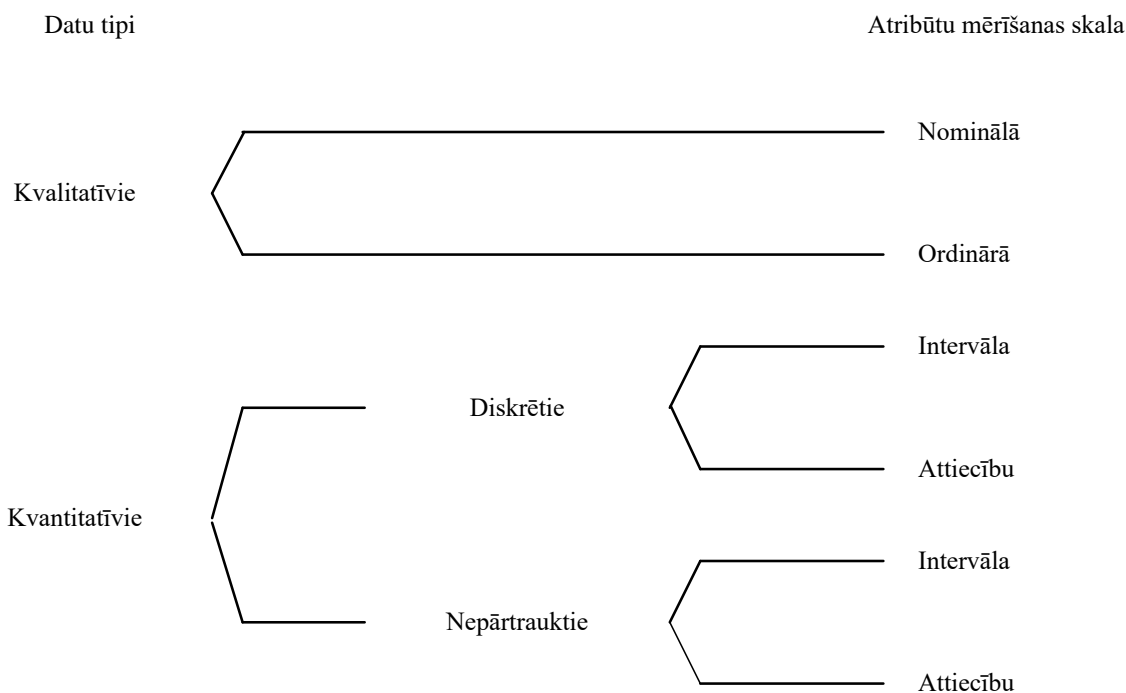 Datu tipi
Atribūtu mērīšanas skala
Nominālā
Kvalitatīvie
Ordinārā
Intervāla
Diskrētie
Attiecību
Kvantitatīvie
Intervāla
Nepārtrauktie
Attiecību